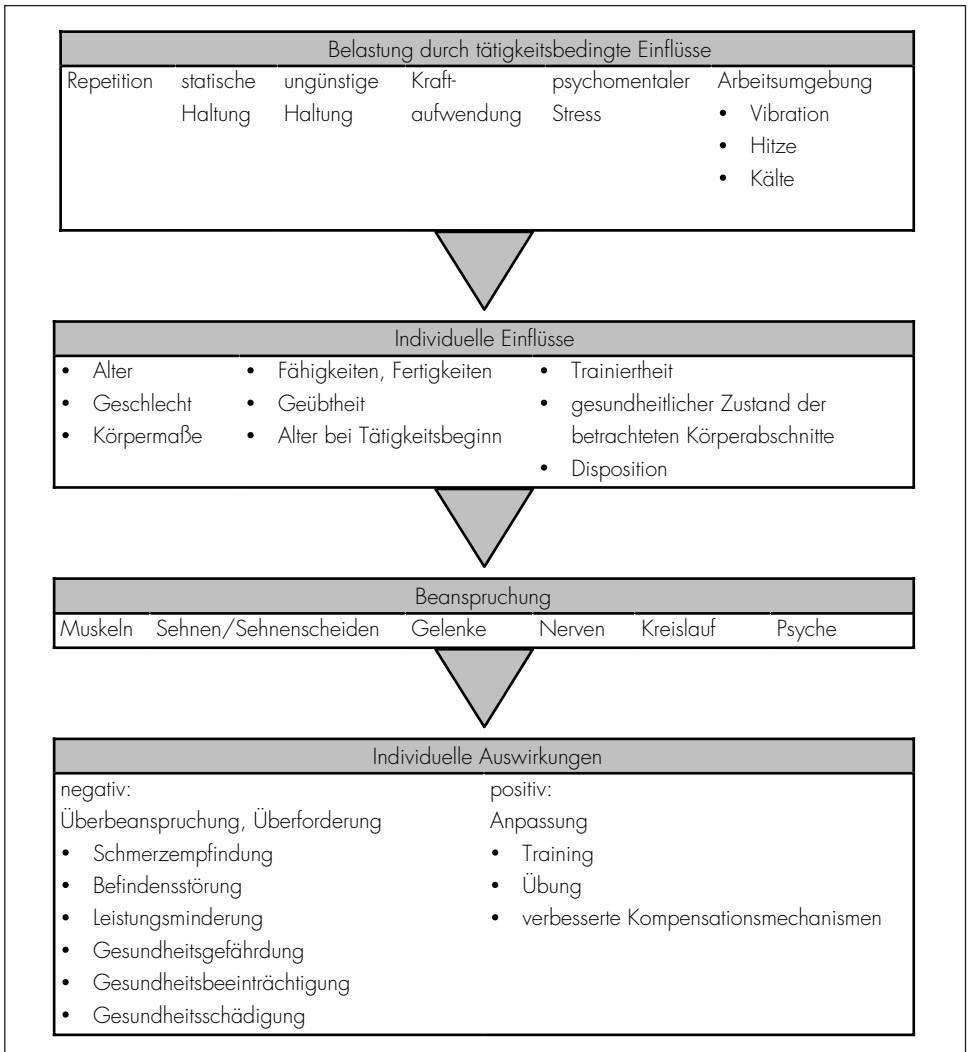 Belastung durch tätigkeitsbedingte Einflüsse
Repetition statische ungünstige Kraft- psychomentaler Arbeitsumgebung
Haltung Haltung aufwendung Stress • Vibration
• Hitze
• Kälte
Individuelle Einflüsse
• Alter • Fähigkeiten, Fertigkeiten • Trainiertheit
• Geschlecht • Geübtheit • gesundheitlicher Zustand der
• Körpermaße • Alter bei Tätigkeitsbeginn betrachteten Körperabschnitte
• Disposition
Beanspruchung
Muskeln Sehnen/Sehnenscheiden Gelenke Nerven Kreislauf Psyche
Individuelle Auswirkungen
negativ: positiv:
Überbeanspruchung, Überforderung Anpassung
• Schmerzempfindung • Training
• Befindensstörung • Übung
• Leistungsminderung • verbesserte Kompensationsmechanismen
• Gesundheitsgefährdung
• Gesundheitsbeeinträchtigung
• Gesundheitsschädigung